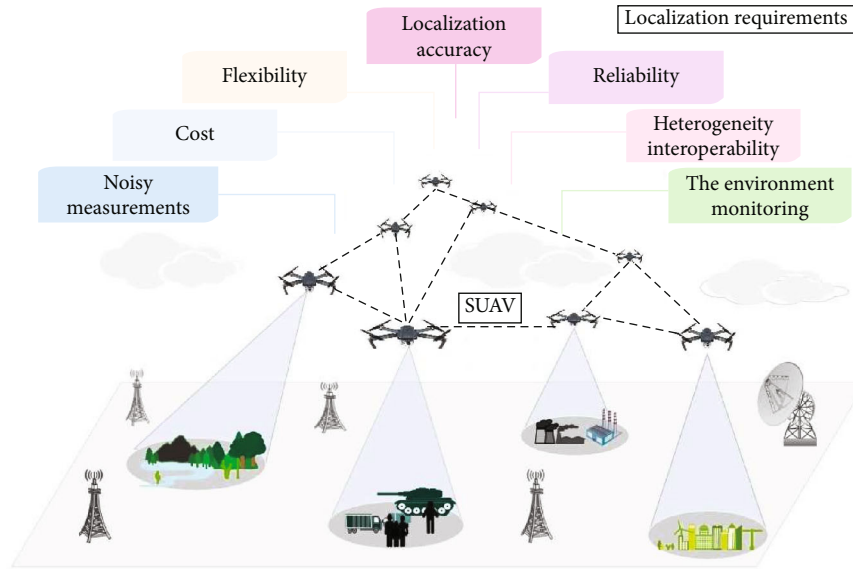 Localization requirements
Localization
accuracy
Flexibility
Reliability
Cost
Heterogeneity
interoperability
Noisy
measurements
The environment
monitoring
SUAV